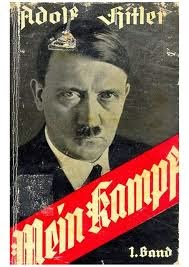 Adolf Hitler
Mein Kampf
1. Band